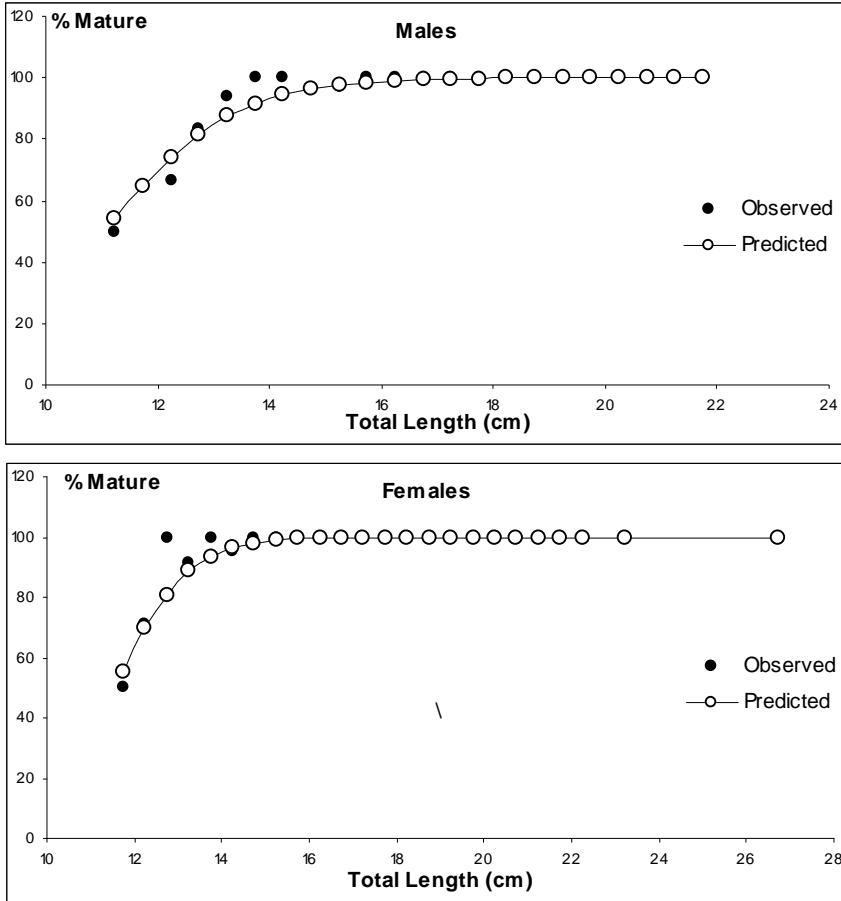 % Mature
Males
120
100
80
60
40
20
0
Observed
Predicted
10 12 14 16 18 20 22 24
Total Length (cm)
% Mature
Females
120
100
80
60
40
20
0
Observed
Predicted
\
10 12 14 16 18 20 22 24 26 28
Total Length (cm)